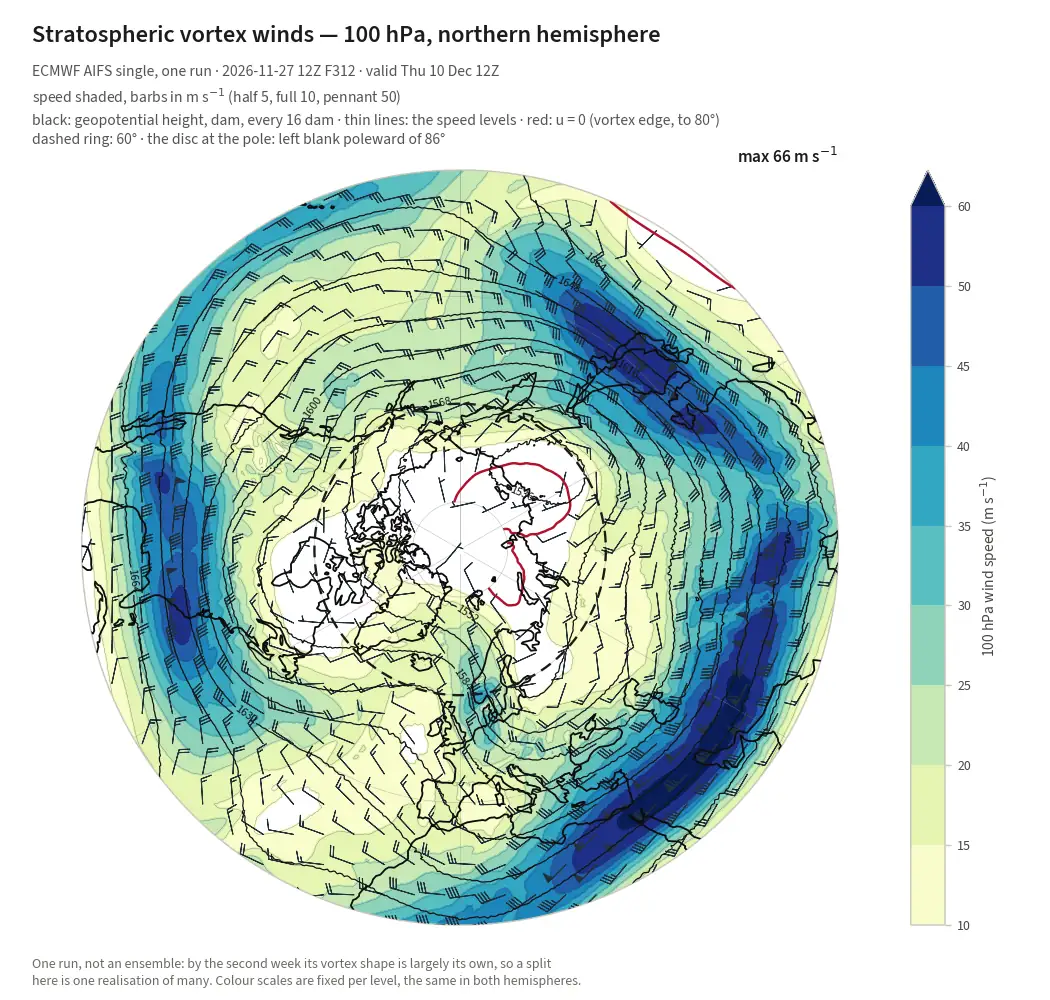 Stratospheric vortex winds — 100 hPa, northern hemisphere
ECMWF AIFS single, one run · 2026-11-27 12Z F312 · valid Thu 10 Dec 12Z
speed shaded, barbs in m s⁻¹ (half 5, full 10, pennant 50)
black: geopotential height, dam, every 16 dam · thin lines: the speed levels · red: u = 0 (vortex edge, to 80°)
dashed ring: 60° · the disc at the pole: left blank poleward of 86°
max 66 m s⁻¹
60
50
45
40
35
30
25
20
15
10
100 hPa wind speed (m s⁻¹)
1664
1568
1600
One run, not an ensemble: by the second week its vortex shape is largely its own, so a split
here is one realisation of many. Colour scales are fixed per level, the same in both hemispheres.